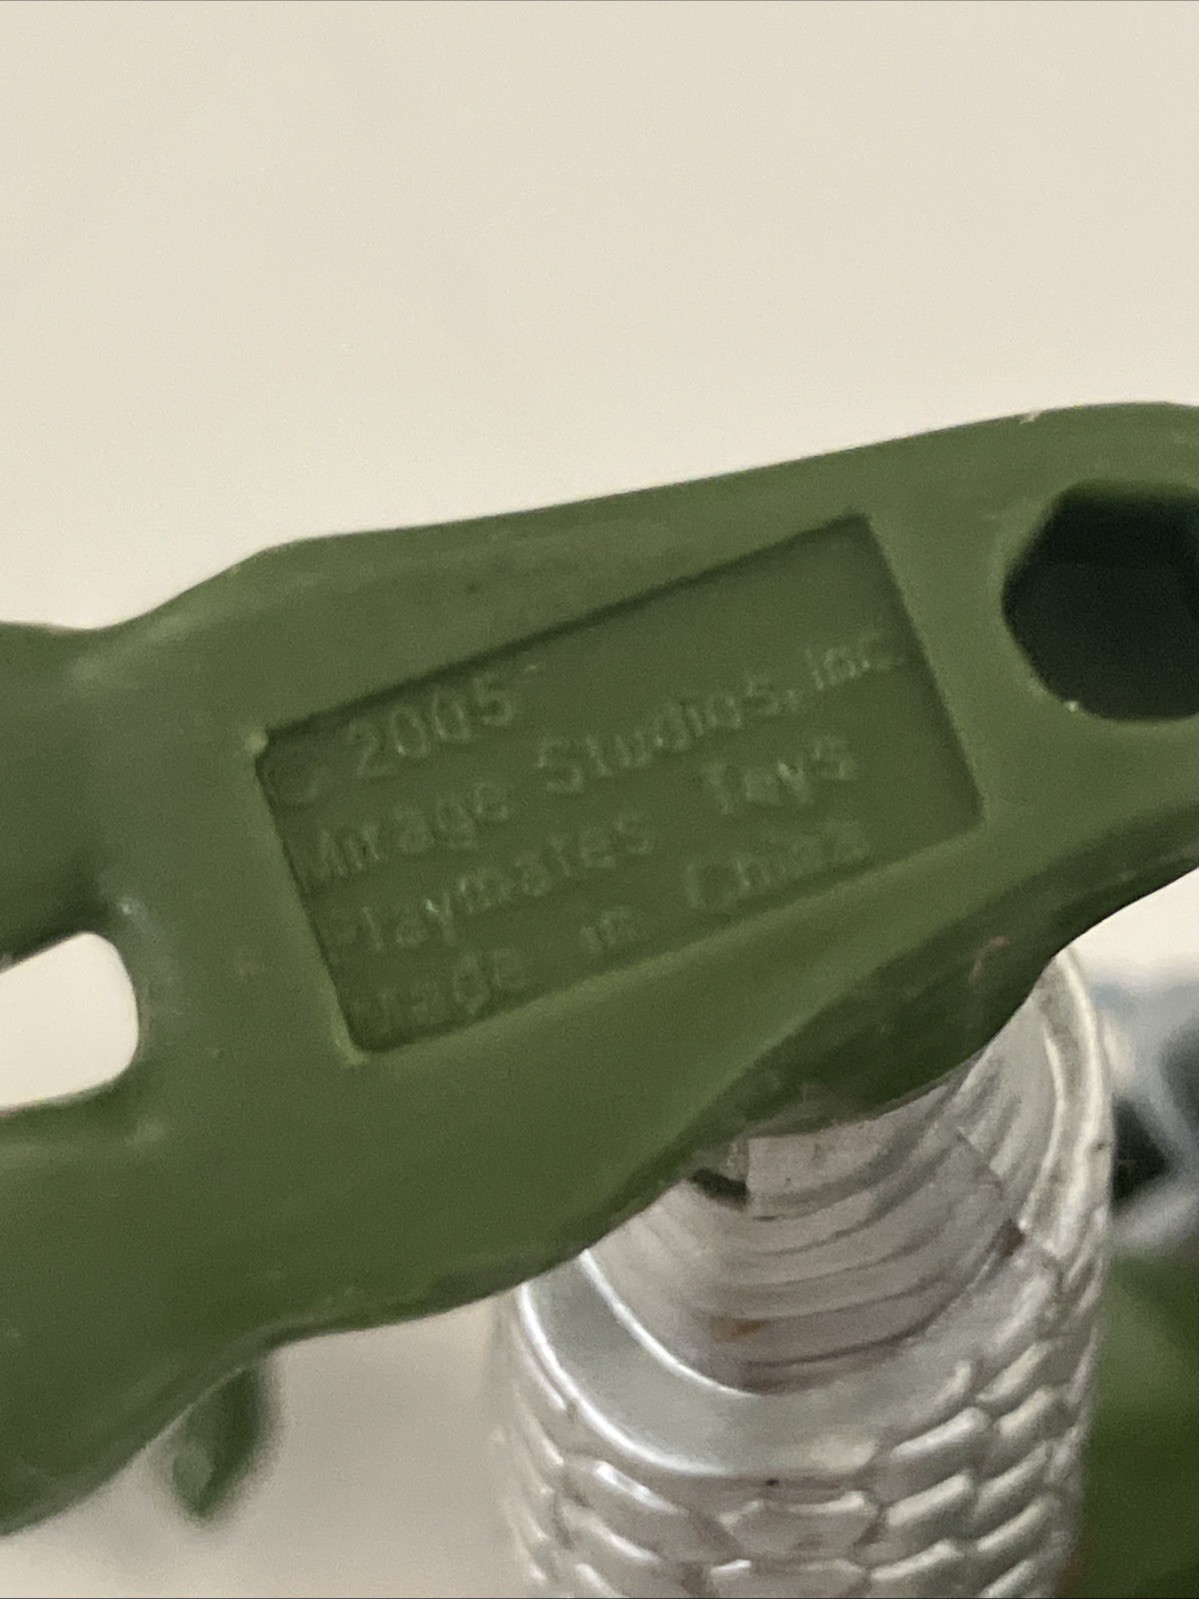 © 2005
Mirage Studios, Inc.
Playmates Toys
Made in China